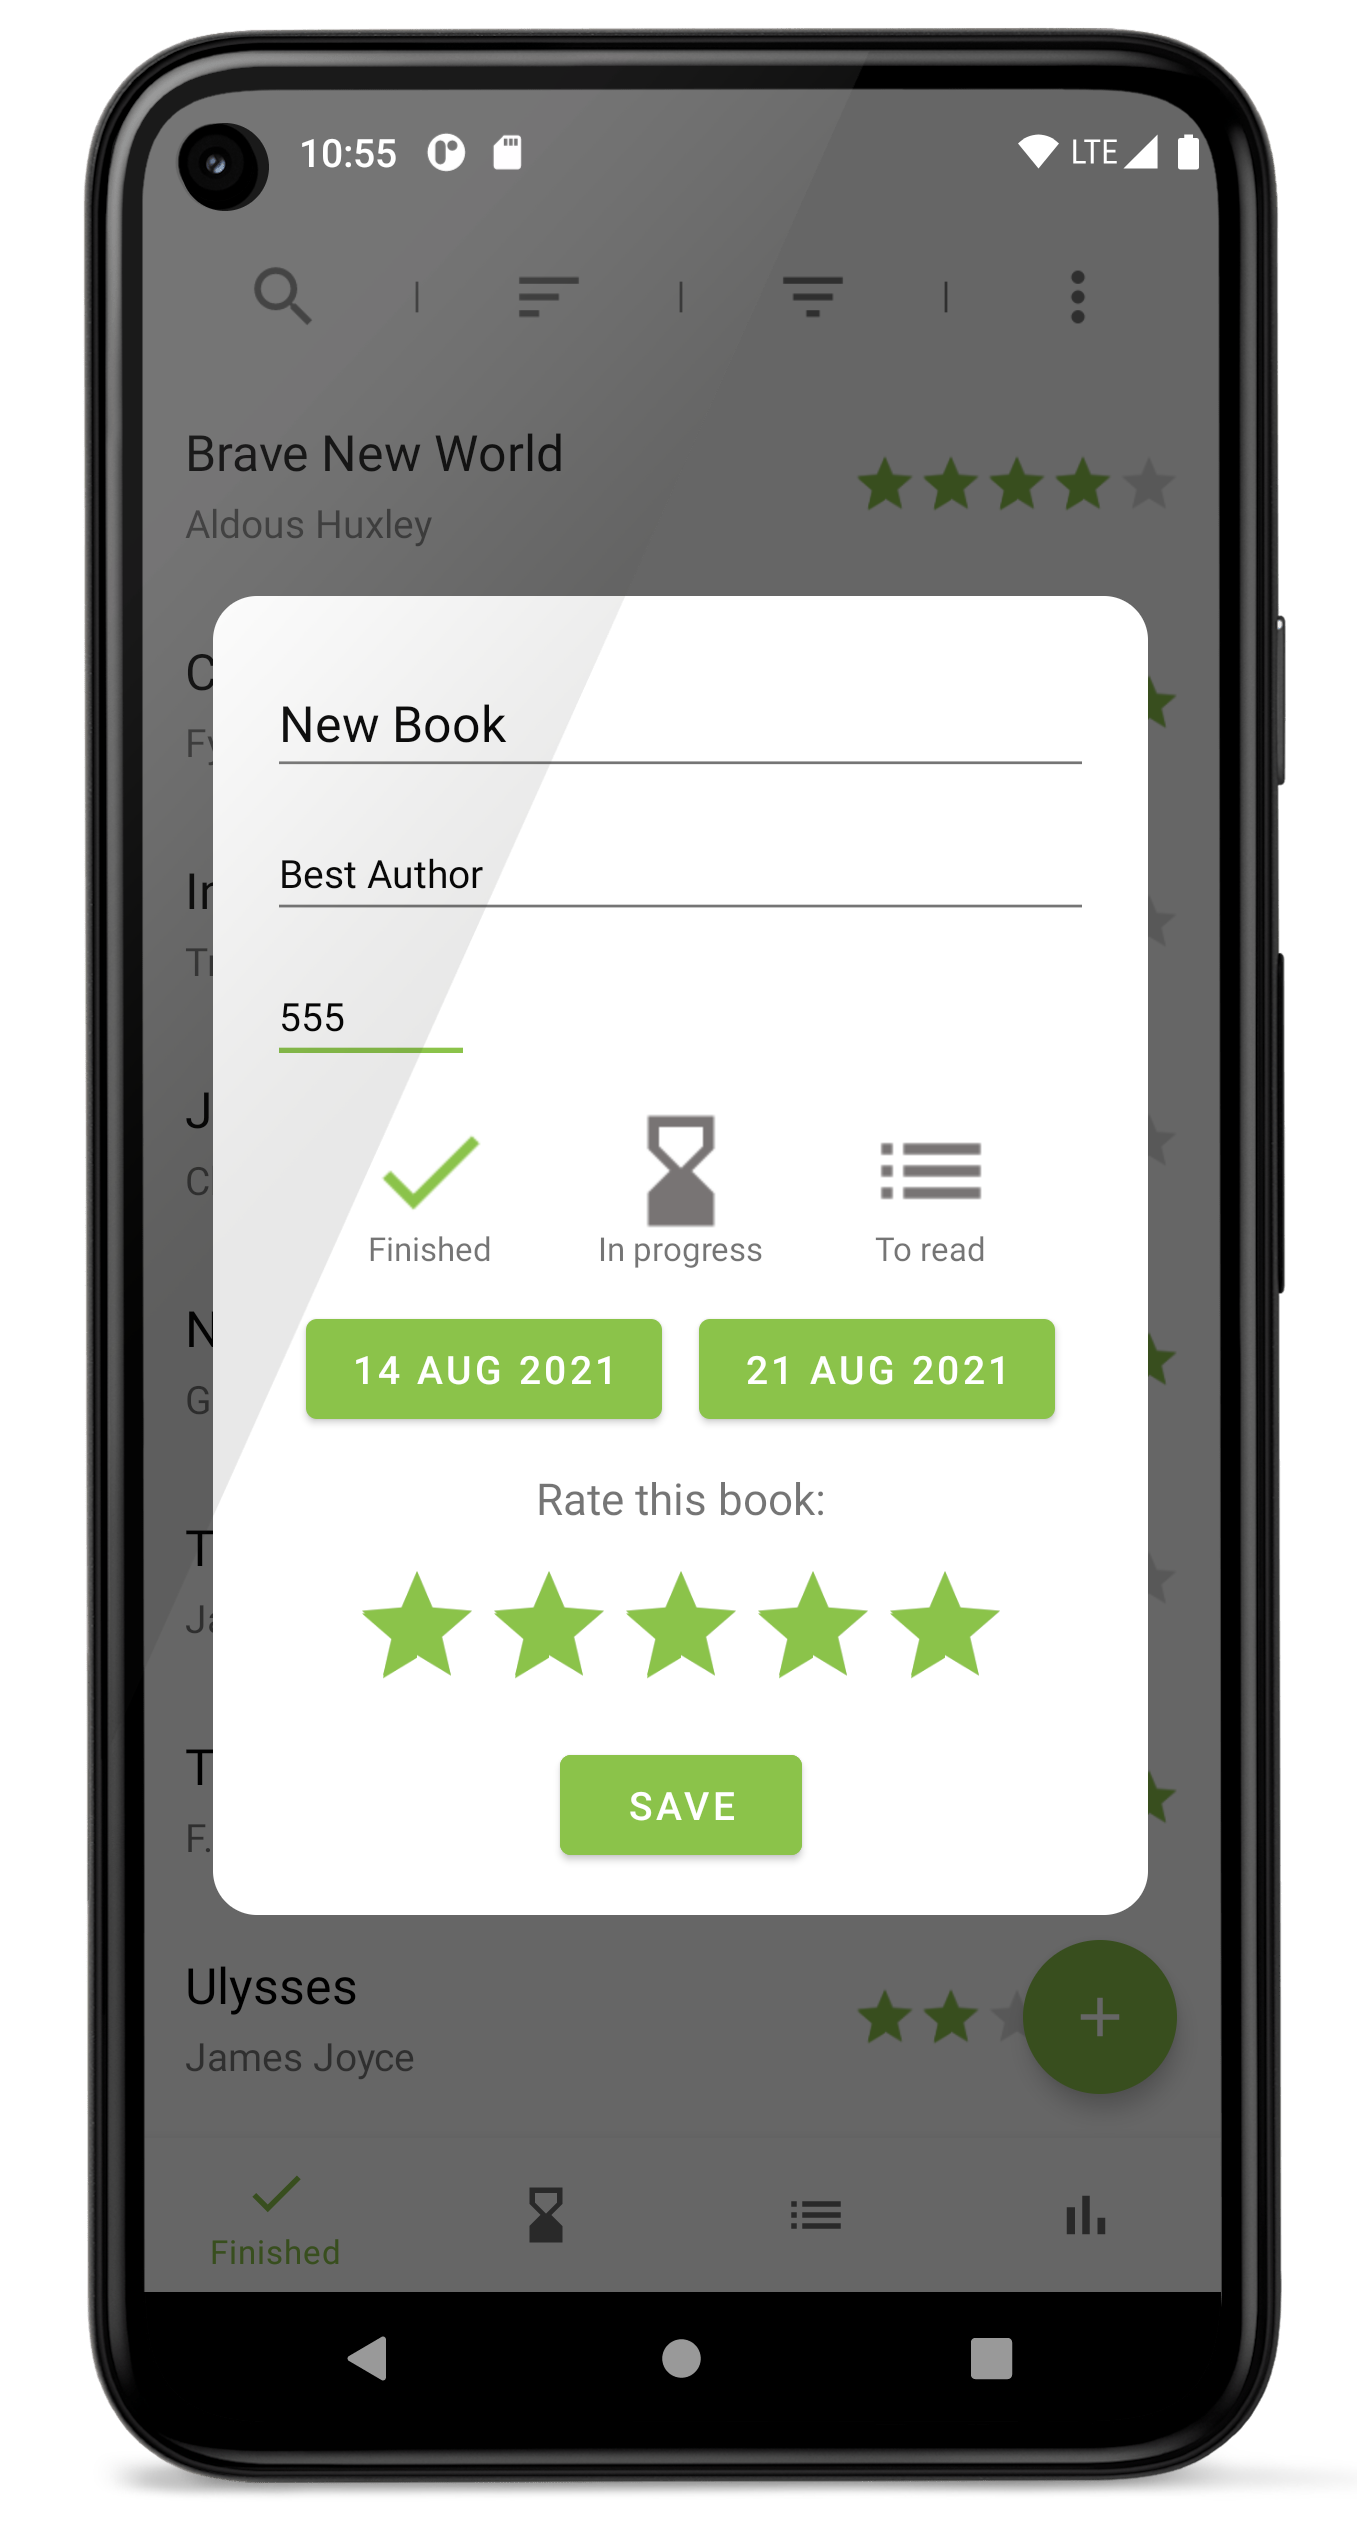 10:55 LTE
Brave New World
Aldous Huxley
New Book
Best Author
555
Finished In progress To read
14 AUG 2021 21 AUG 2021
Rate this book:
SAVE
Ulysses
James Joyce
Finished